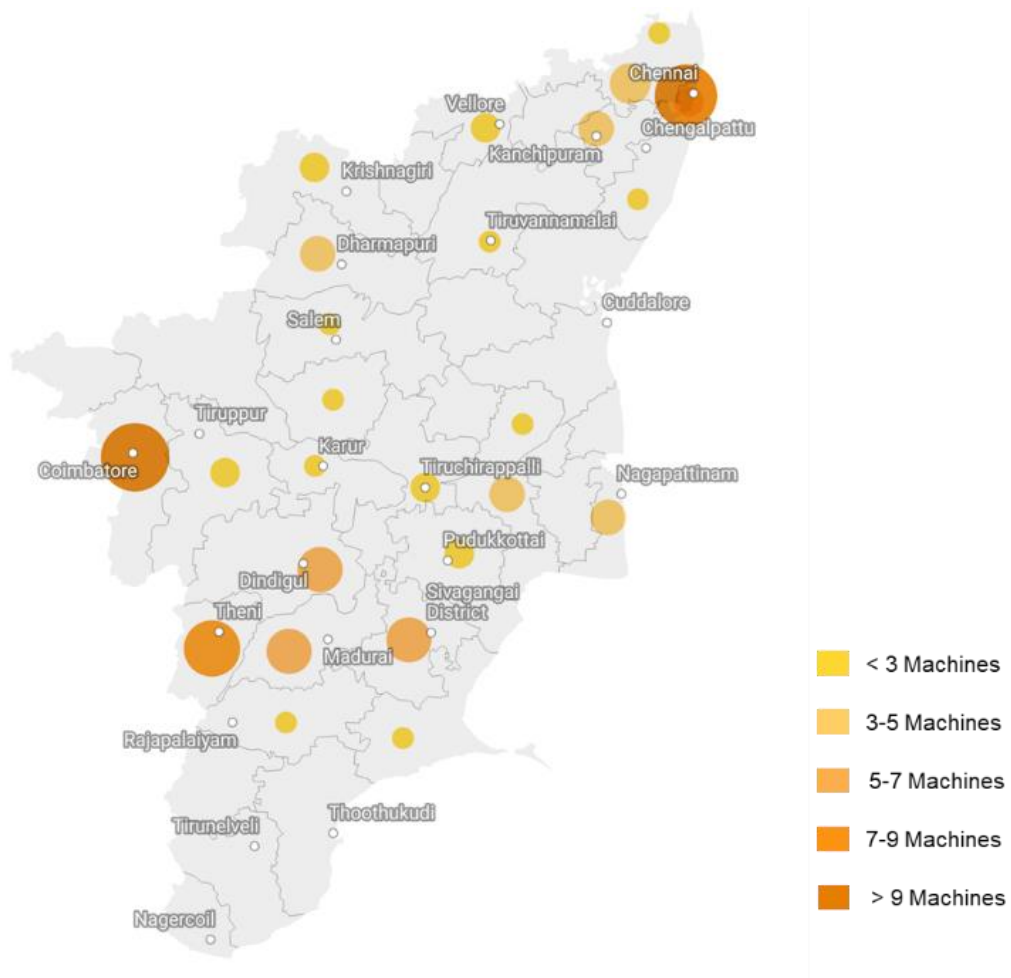 Chennai
Vellore
Chengalpattu
Kanchipuram
Krishnagiri
Tiruvannamalai
Dharmapuri
Cuddalore
Salem
Tiruppur
Karur
Coimbatore
Tiruchirappalli
Nagapattinam
Pudukkottai
Dindigul
Sivagangai
District
Theni
Madurai
Rajapalaiyam
Thoothukudi
Tirunelveli
Nagercoil
< 3 Machines
3-5 Machines
5-7 Machines
7-9 Machines
> 9 Machines